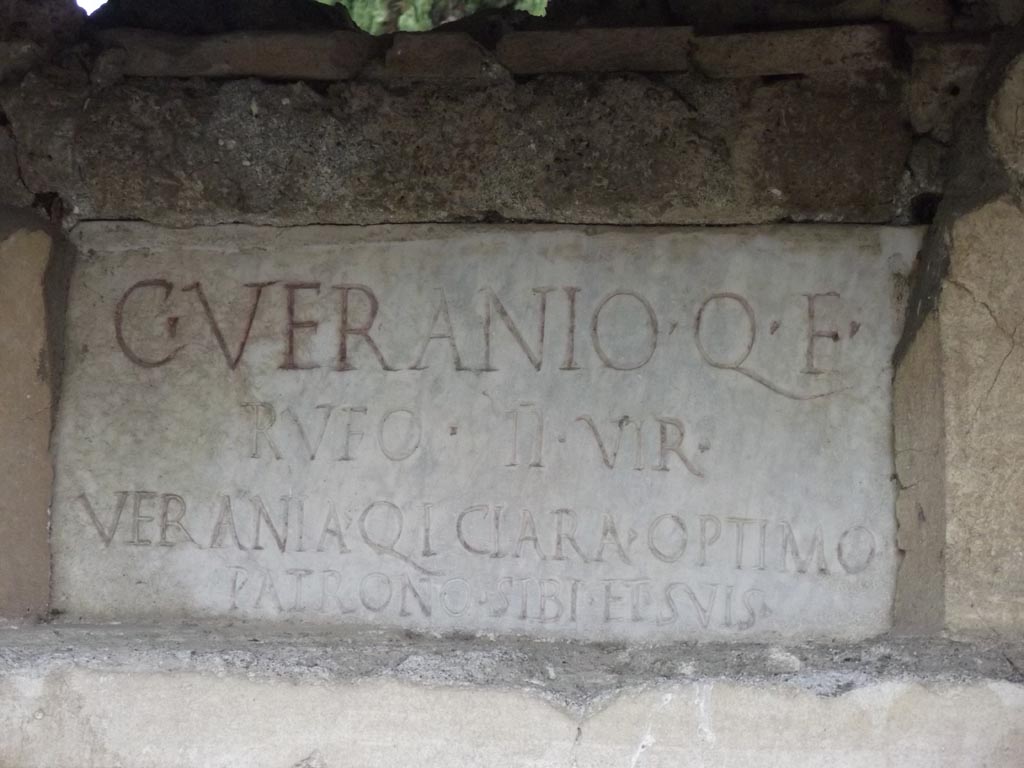 G VERANIO · Q · F ·
RVFO · II · VIR ·
VERANIA · Q · L CLARA · OPTIMO
PATRONO · SIBI · ET SVIS ·